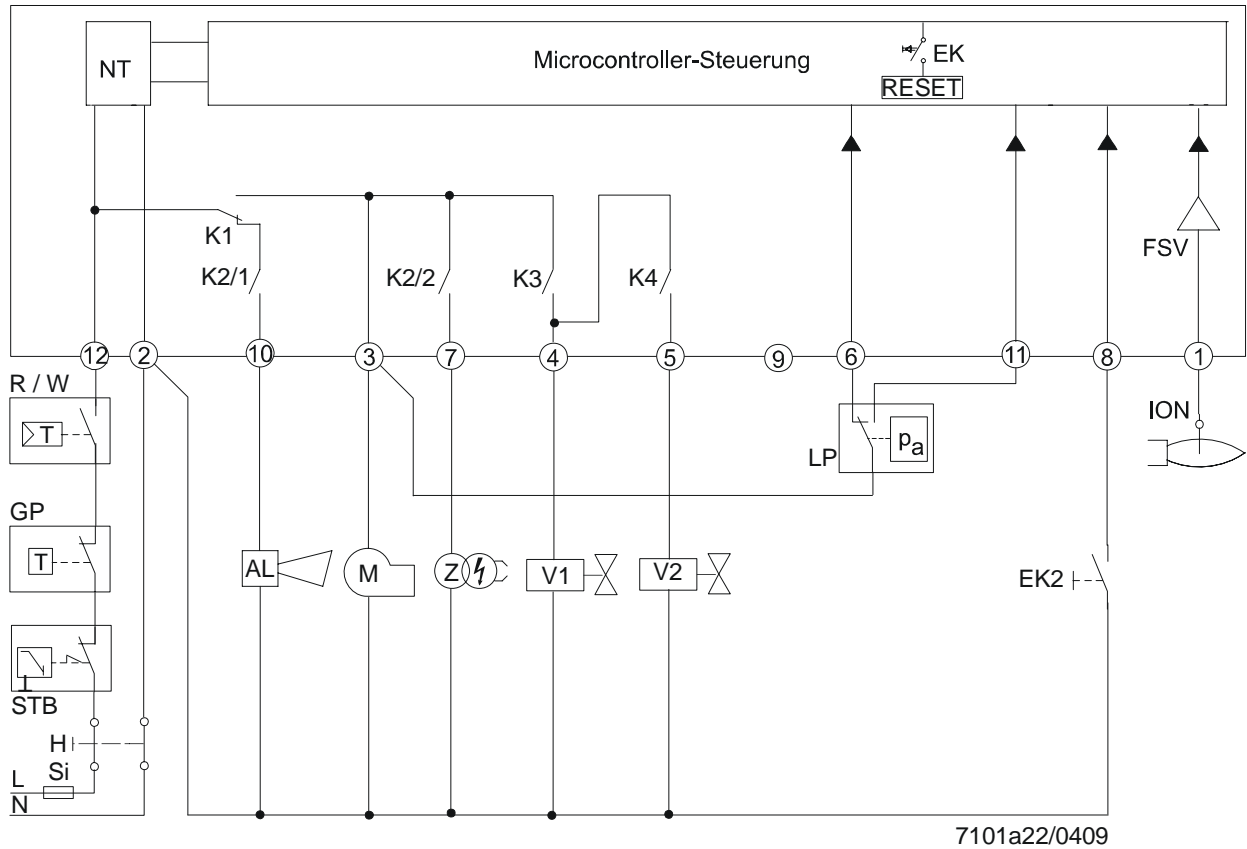 NT
Microcontroller-Steuerung
EK
RESET
K1
K2/1
K2/2
K3
K4
FSV
12
2
10
3
7
4
5
9
6
11
8
1
R / W
T
LP
pa
ION
GP
T
AL
M
Z
V1
V2
EK2
STB
H
Si
L
N
7101a22/0409